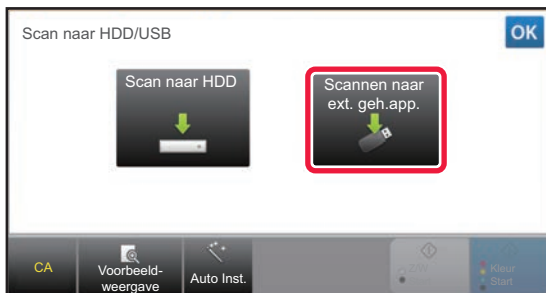 Scan naar HDD/USB
OK
Scan naar HDD
Scannen naar
ext. geh.app.
CA
Voorbeeld-
weergave
Auto Inst.
Z/W
Start
Kleur
Start